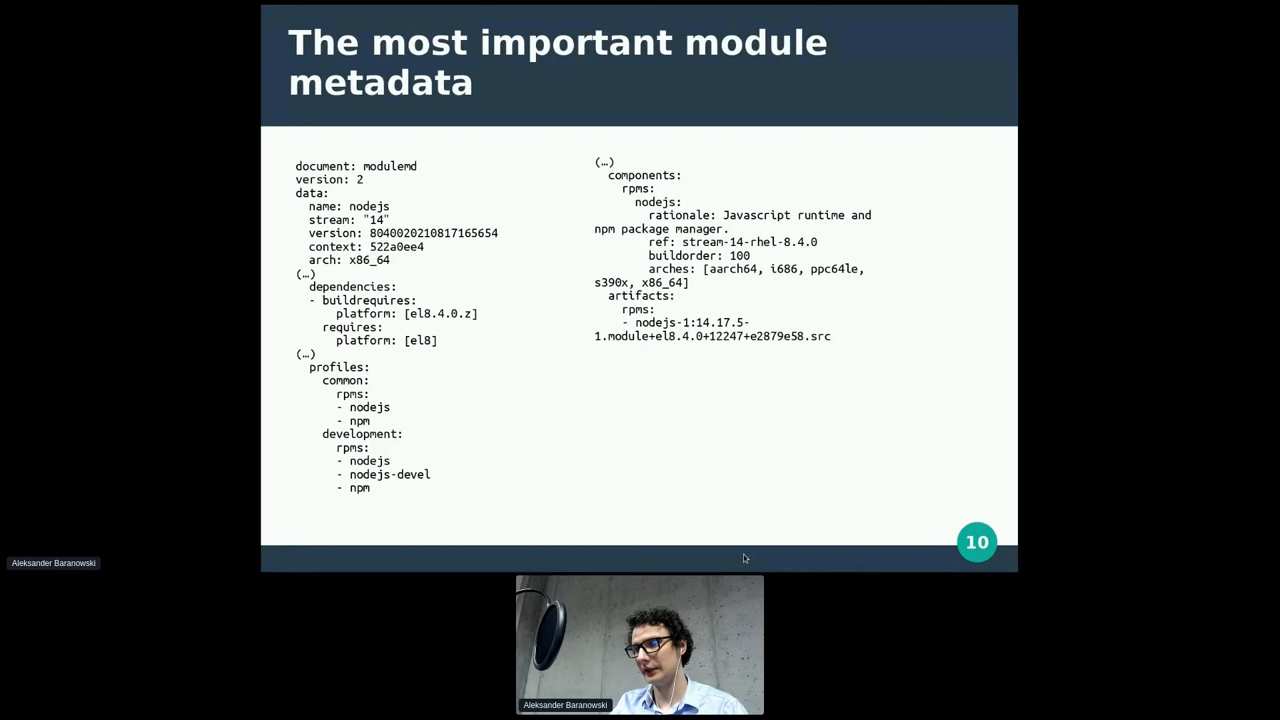 The most important module
metadata
document: modulemd
version: 2
data:
name: nodejs
stream: "14"
version: 8040020210817165654
context: 522a0ee4
arch: x86_64
(…)
dependencies:
- buildrequires:
platform: [el8.4.0.z]
requires:
platform: [el8]
(…)
profiles:
common:
rpms:
- nodejs
- npm
development:
rpms:
- nodejs
- nodejs-devel
- npm
(…)
components:
rpms:
nodejs:
rationale: Javascript runtime and
npm package manager.
ref: stream-14-rhel-8.4.0
buildorder: 100
arches: [aarch64, i686, ppc64le,
s390x, x86_64]
artifacts:
rpms:
- nodejs-1:14.17.5-
1.module+el8.4.0+12247+e2879e58.src
10
Aleksander Baranowski
Aleksander Baranowski